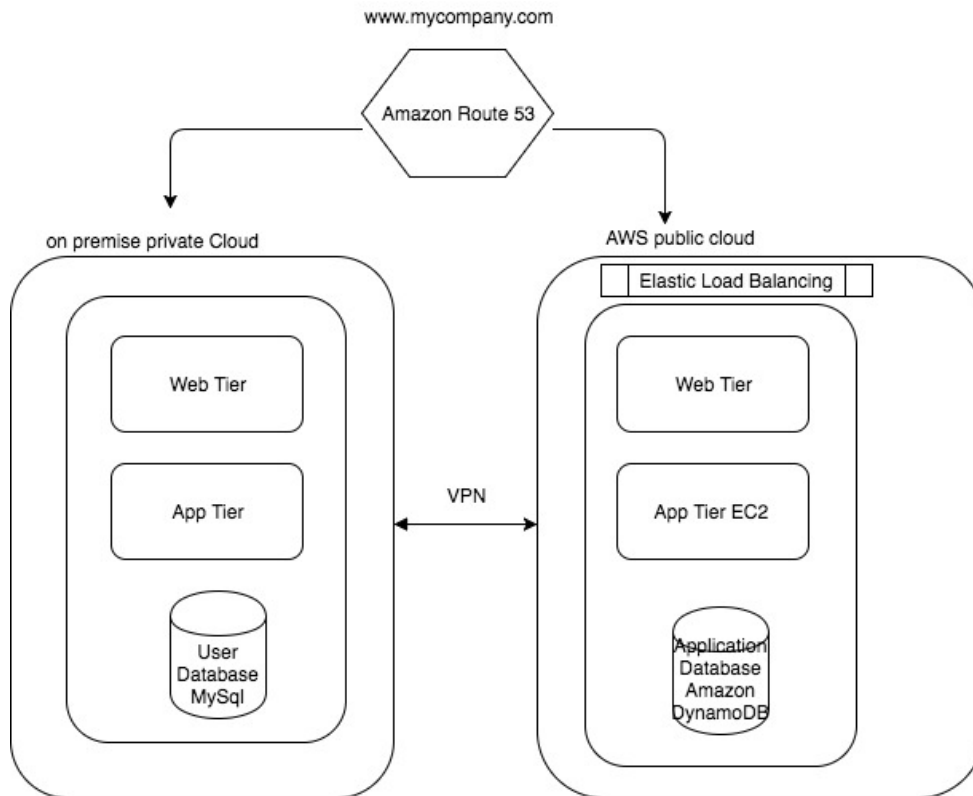 www.mycompany.com
Amazon Route 53
on premise private Cloud
AWS public cloud
Elastic Load Balancing
Web Tier
Web Tier
App Tier
VPN
App Tier EC2
User
Database
MySql
Application
Database
Amazon
DynamoDB